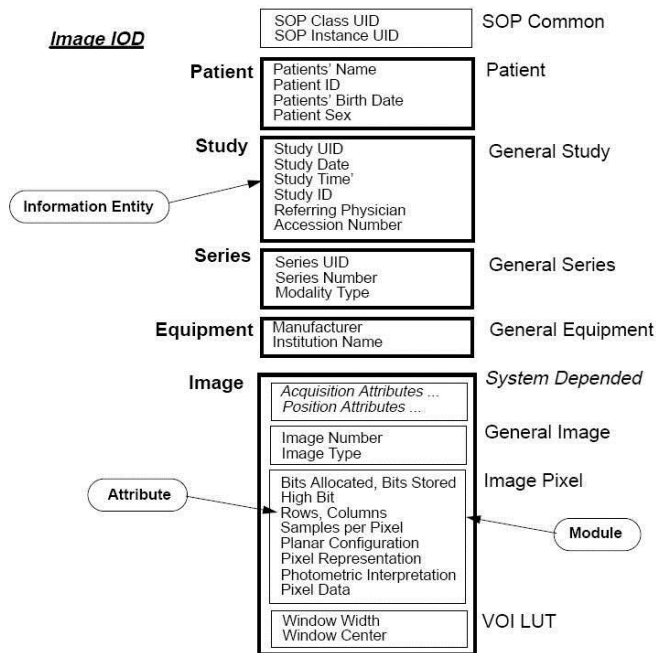 Image IOD
SOP Class UID
SOP Instance UID
SOP Common
Patient
Patients' Name
Patient ID
Patients' Birth Date
Patient Sex
Patient
Study
Study UID
Study Date
Study Time'
Study ID
Referring Physician
Accession Number
General Study
Information Entity
Series
Series UID
Series Number
Modality Type
General Series
Equipment
Manufacturer
Institution Name
General Equipment
Image
System Depended
Acquisition Attributes ...
Position Attributes ...
Image Number
Image Type
General Image
Bits Allocated, Bits Stored
High Bit
Rows, Columns
Samples per Pixel
Planar Configuration
Pixel Representation
Photometric Interpretation
Pixel Data
Image Pixel
Attribute
Module
Window Width
Window Center
VOI LUT